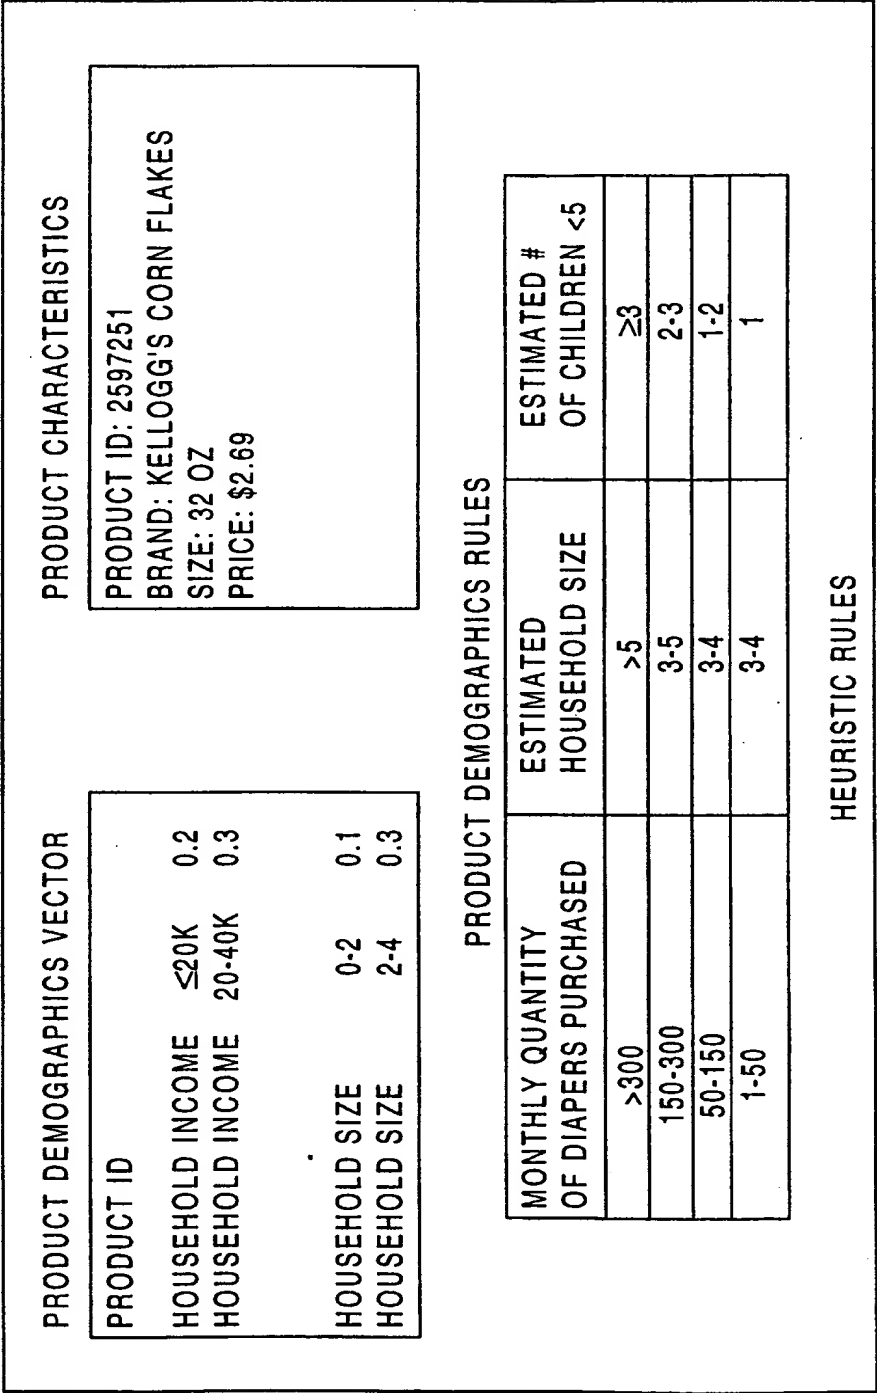 PRODUCT DEMOGRAPHICS VECTOR
PRODUCT ID
HOUSEHOLD INCOME ≤20K 0.2
HOUSEHOLD INCOME 20-40K 0.3
HOUSEHOLD SIZE 0-2 0.1
HOUSEHOLD SIZE 2-4 0.3
PRODUCT CHARACTERISTICS
PRODUCT ID: 2597251
BRAND: KELLOGG'S CORN FLAKES
SIZE: 32 OZ
PRICE: $2.69
PRODUCT DEMOGRAPHICS RULES
MONTHLY QUANTITY
OF DIAPERS PURCHASED
ESTIMATED
HOUSEHOLD SIZE
ESTIMATED #
OF CHILDREN <5
>300 >5 ≥3
150-300 3-5 2-3
50-150 3-4 1-2
1-50 3-4 1
HEURISTIC RULES